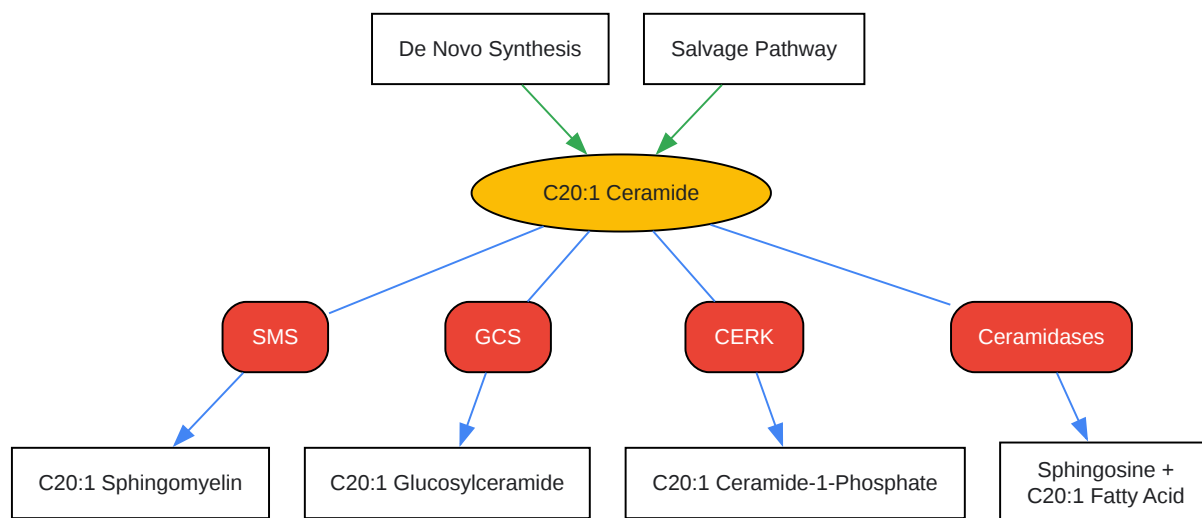 De Novo Synthesis
Salvage Pathway
C20:1 Ceramide
SMS
GCS
CERK
Ceramidases
C20:1 Sphingomyelin
C20:1 Glucosylceramide
C20:1 Ceramide-1-Phosphate
Sphingosine +
C20:1 Fatty Acid